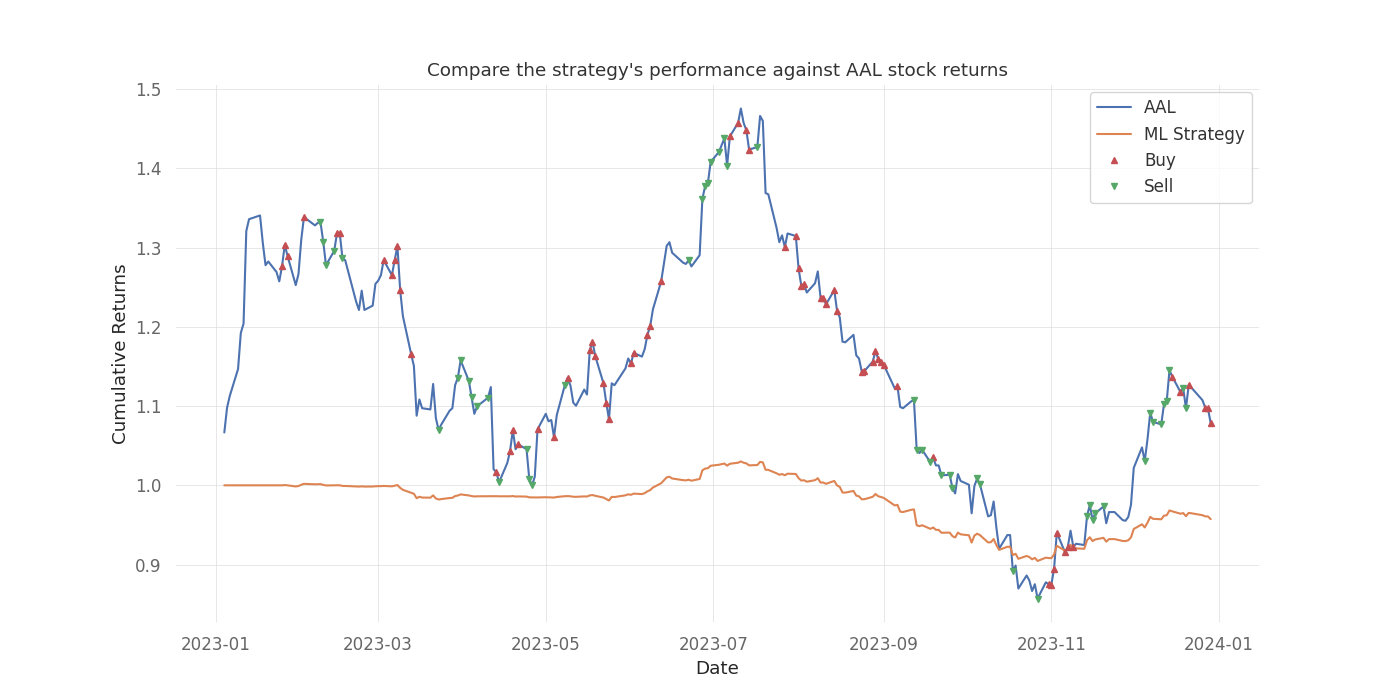 Compare the strategy's performance against AAL stock returns
1.5
1.4
1.3
1.2
1.1
1.0
0.9
Cumulative Returns
AAL
ML Strategy
Buy
Sell
2023-01
2023-03
2023-05
2023-07
2023-09
2023-11
2024-01
Date